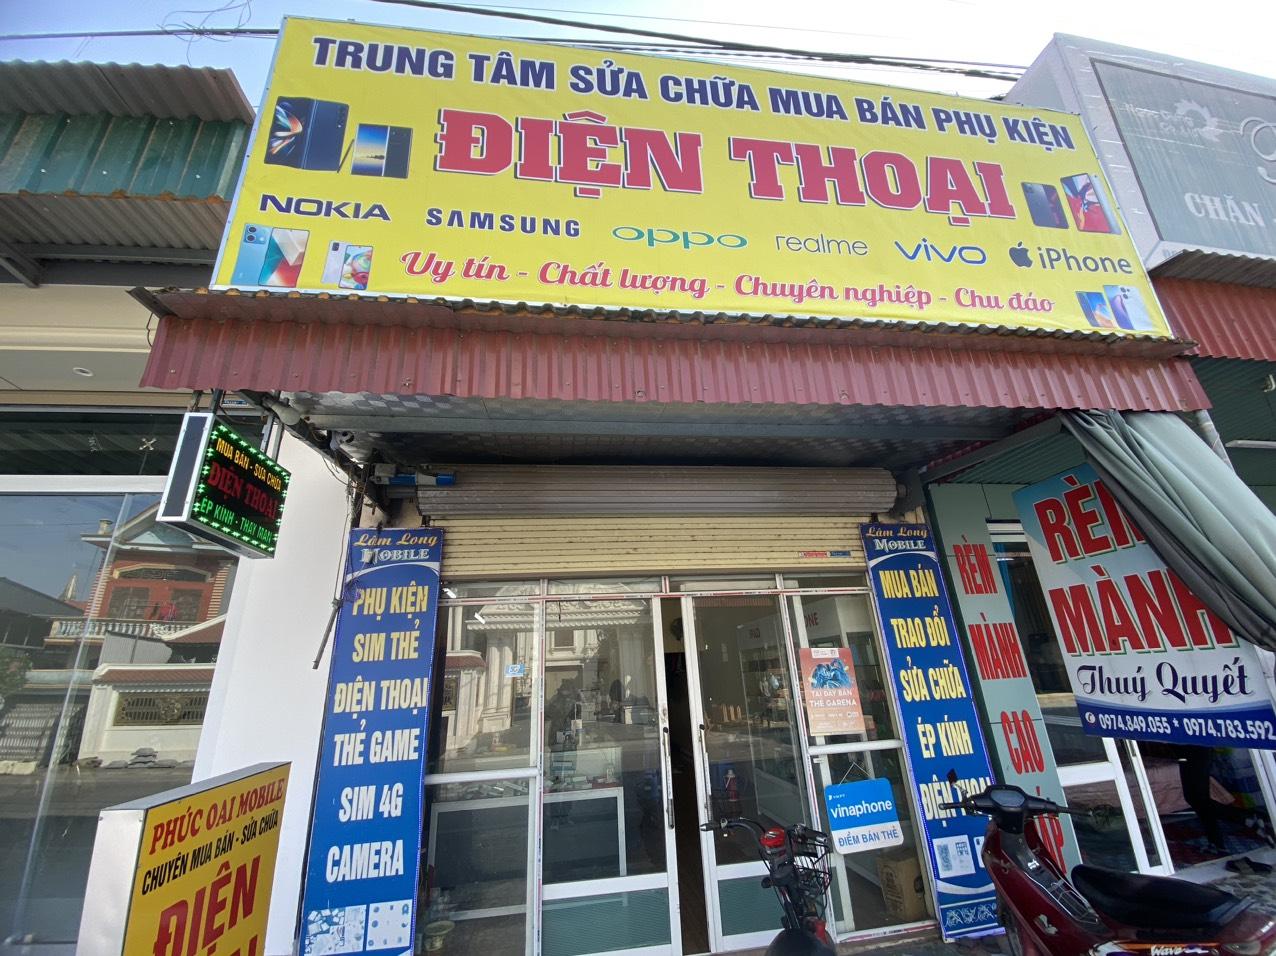 TRUNG TÂM SỬA CHỮA MUA BÁN PHỤ KIỆN
ĐIỆN THOẠI
NOKIA SAMSUNG oppo realme vivo iPhone
Uy tín - Chất lượng - Chuyên nghiệp - Chu đáo
CHĂN
MUA BÁN - SỬA CHỮA
ĐIỆN THOẠI
ÉP KÍNH - THAY MÀN
Lâm Long
MOBILE
PHỤ KIỆN
SIM THẺ
ĐIỆN THOẠI
THẺ GAME
SIM 4G
CAMERA
PHÚC OAI MOBILE
CHUYÊN MUA BÁN - SỬA CHỮA
ĐIỆN
IPAD
TẠI ĐÂY BÁN
THẺ GARENA
vinaphone
ĐIỂM BÁN THẺ
Lâm Long
MOBILE
MUA BÁN
TRAO ĐỔI
SỬA CHỮA
ÉP KÍNH
ĐIỆN THOẠI
RÈM
MÀNH
CAO
RÈM
MÀNH
Thuý Quyết
0974.849.055 * 0974.783.592
Wave